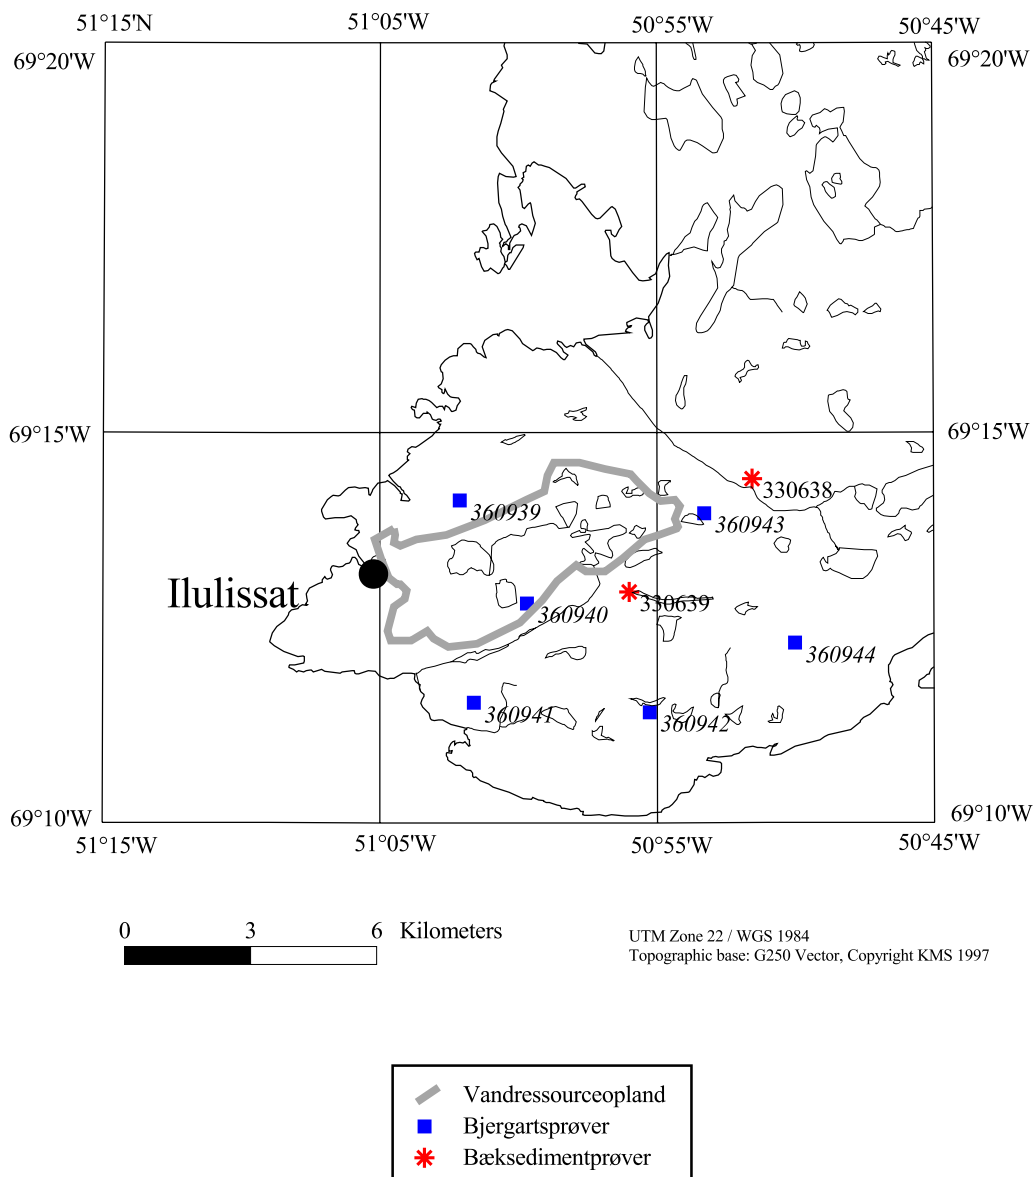 51°15'N 51°05'W 50°55'W 50°45'W
69°20'W 69°20'W
69°15'W 69°15'W
330638
360939
360943
Ilulissat
330639
360940
360944
360941
360942
69°10'W 69°10'W
51°15'W 51°05'W 50°55'W 50°45'W
0 3 6 Kilometers
UTM Zone 22 / WGS 1984
Topographic base: G250 Vector, Copyright KMS 1997
Vandressourceopland
Bjergartsprøver
Bæksedimentprøver